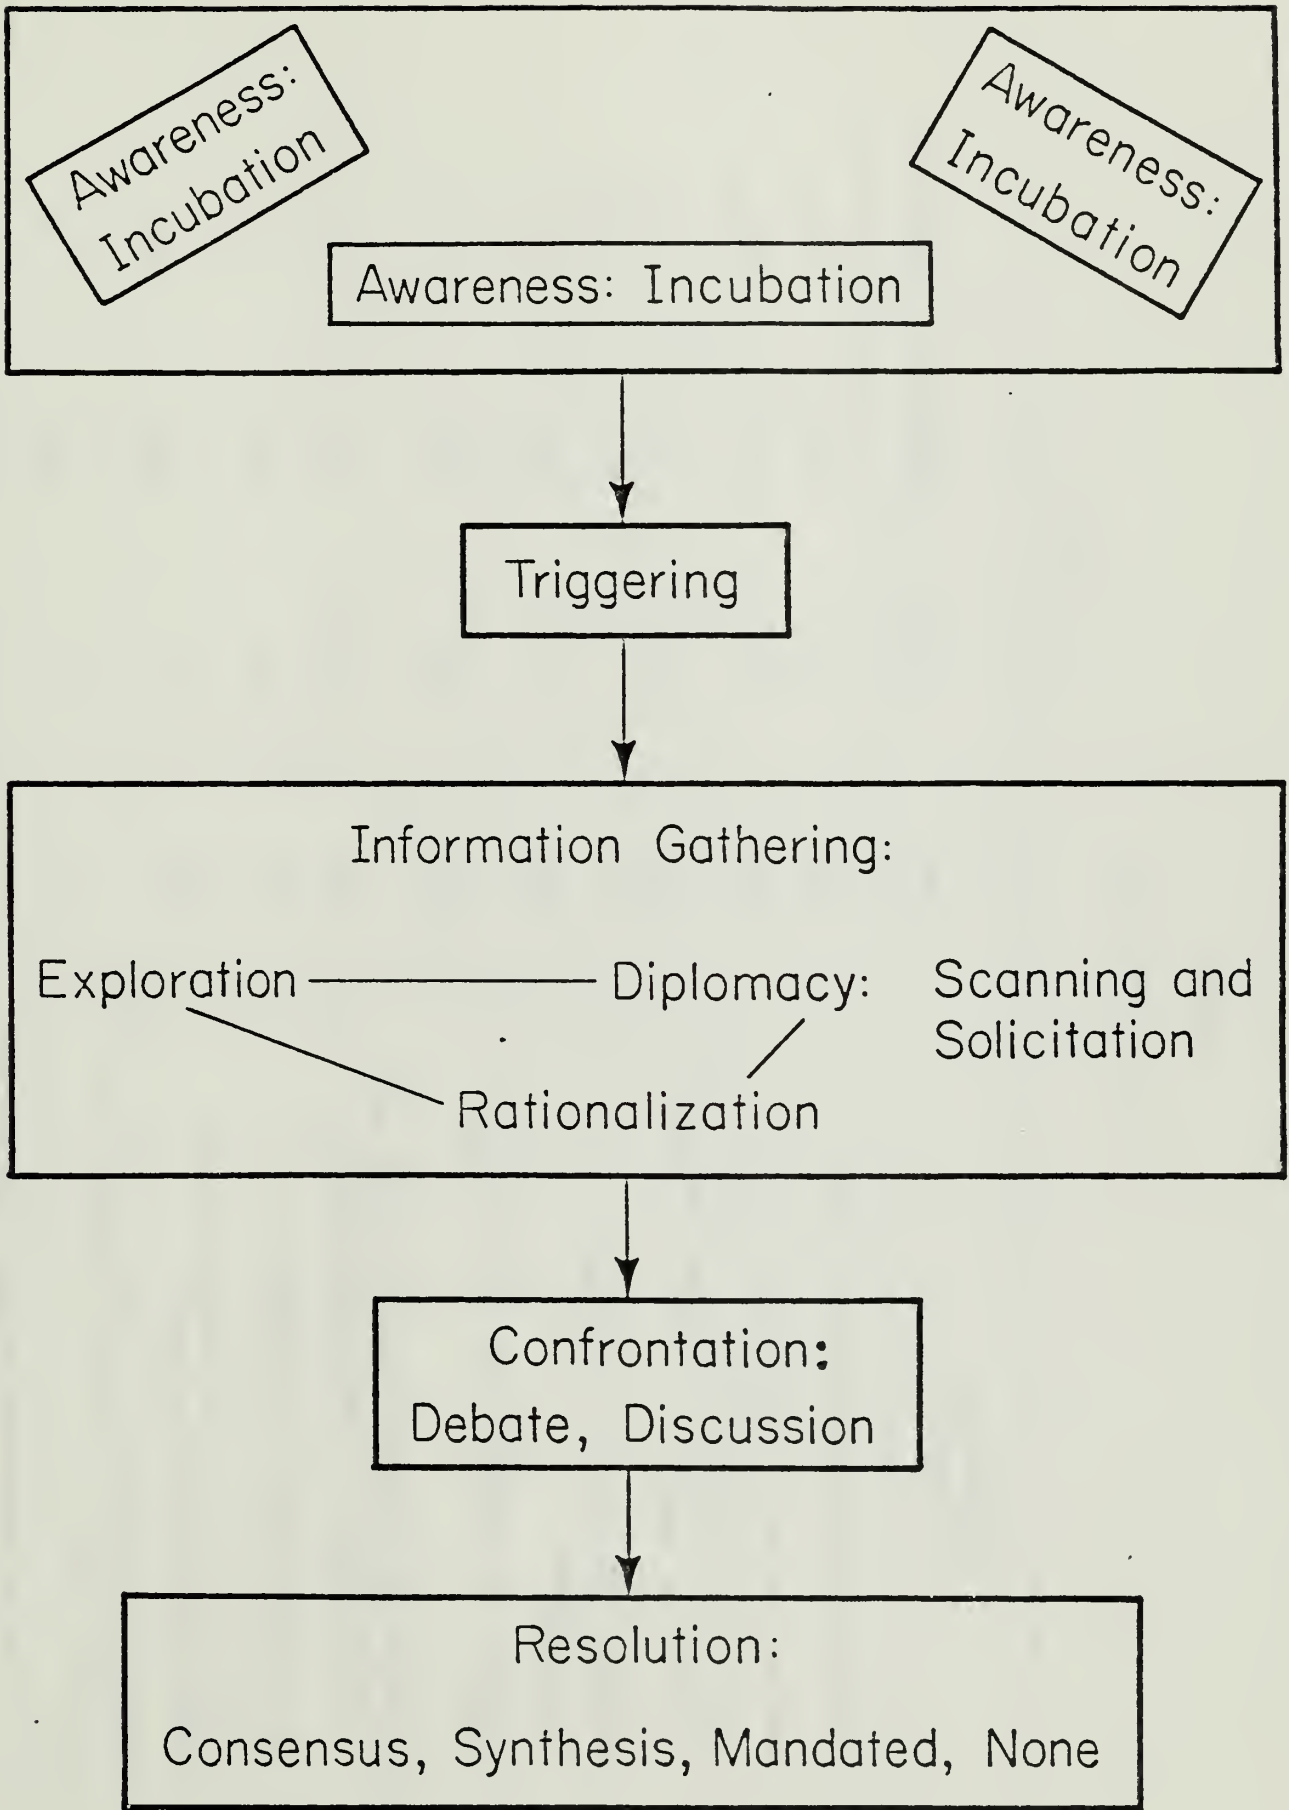 Awareness:
Incubation
Awareness:
Incubation
Awareness: Incubation
Triggering
Information Gathering:
Exploration Diplomacy: Scanning and
Solicitation
Rationalization
Confrontation:
Debate, Discussion
Resolution:
Consensus, Synthesis, Mandated, None